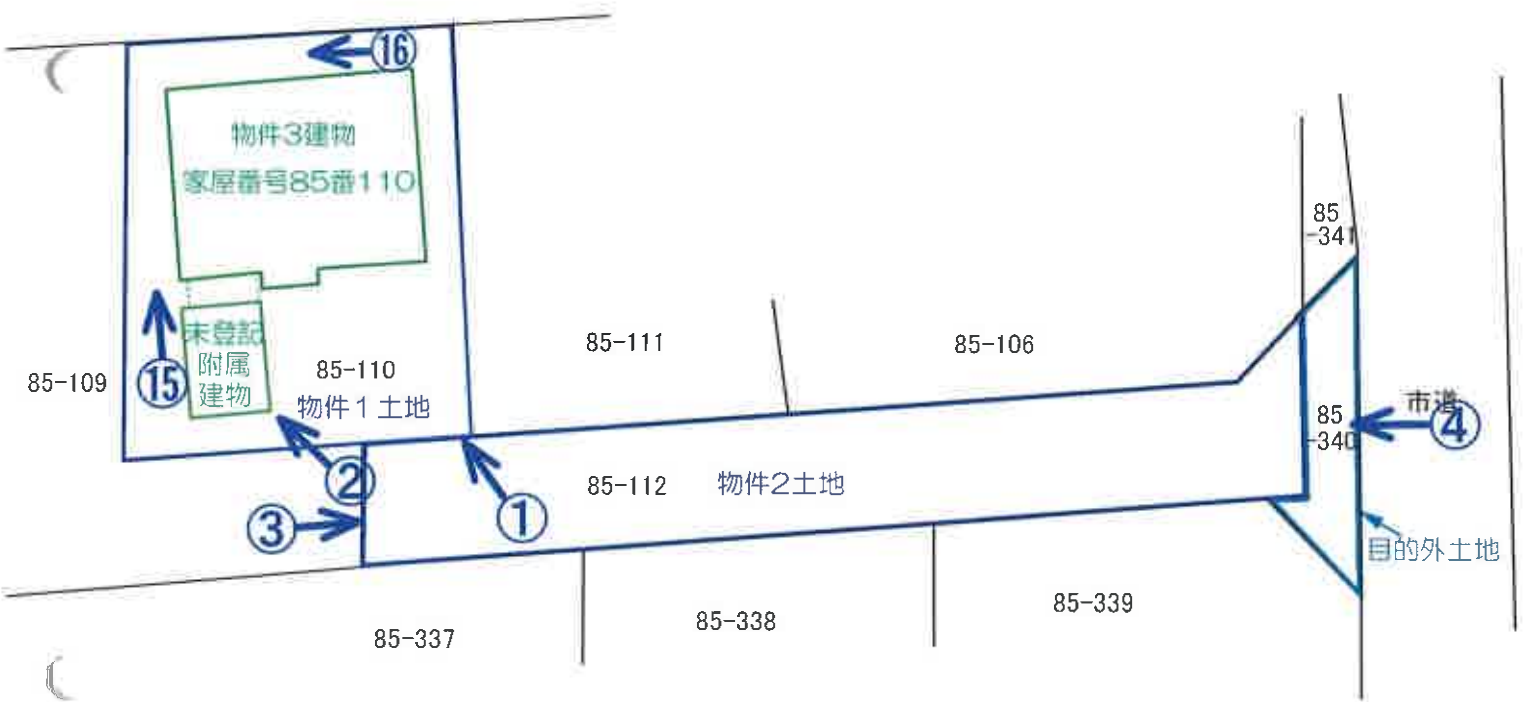 ⑯
物件3建物
家屋番号85番110
85
-341
未登記
附属
建物
⑮
85-109
85-110
物件1土地
85-111
85-106
市道
85
-340
④
②
①
③
85-112
物件2土地
目的外土地
85-337
85-338
85-339